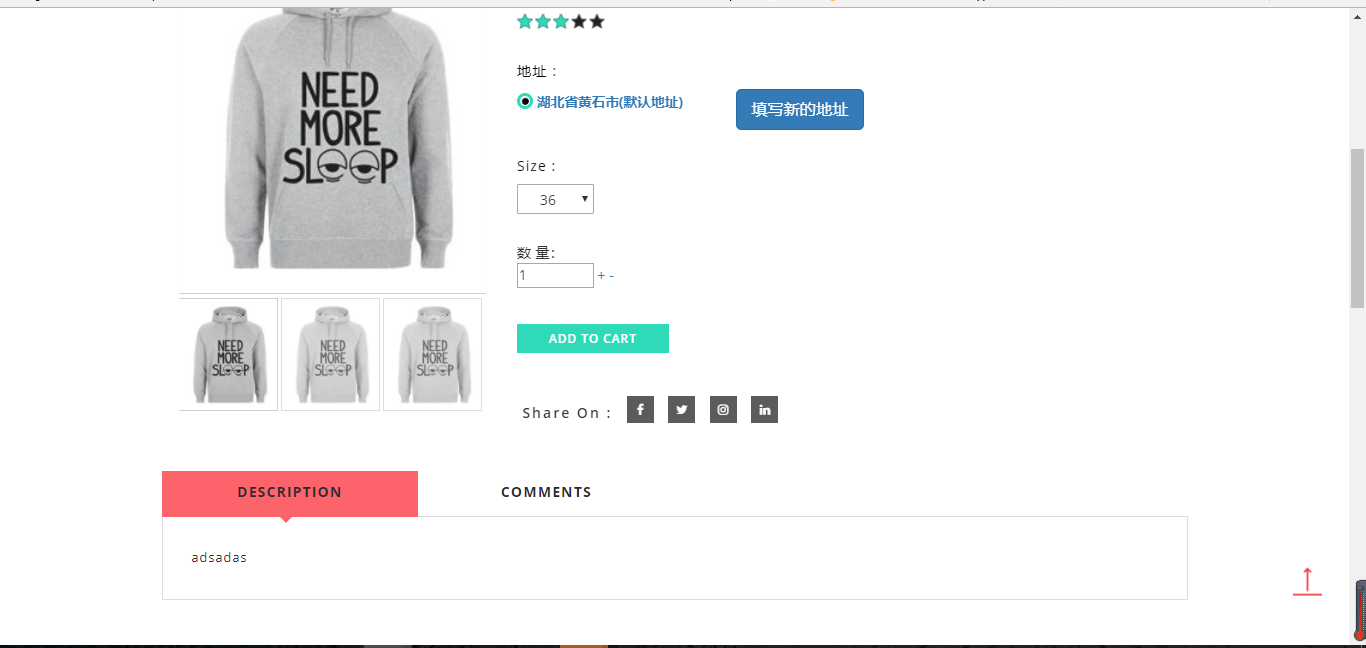 NEED
MORE
SLOOP
地址 :
湖北省黄石市(默认地址)
填写新的地址
Size :
36
数 量:
1
+ -
NEED
MORE
SLOOP
NEED
MORE
SLOOP
NEED
MORE
SLOOP
ADD TO CART
Share On :
DESCRIPTION
COMMENTS
adsadas